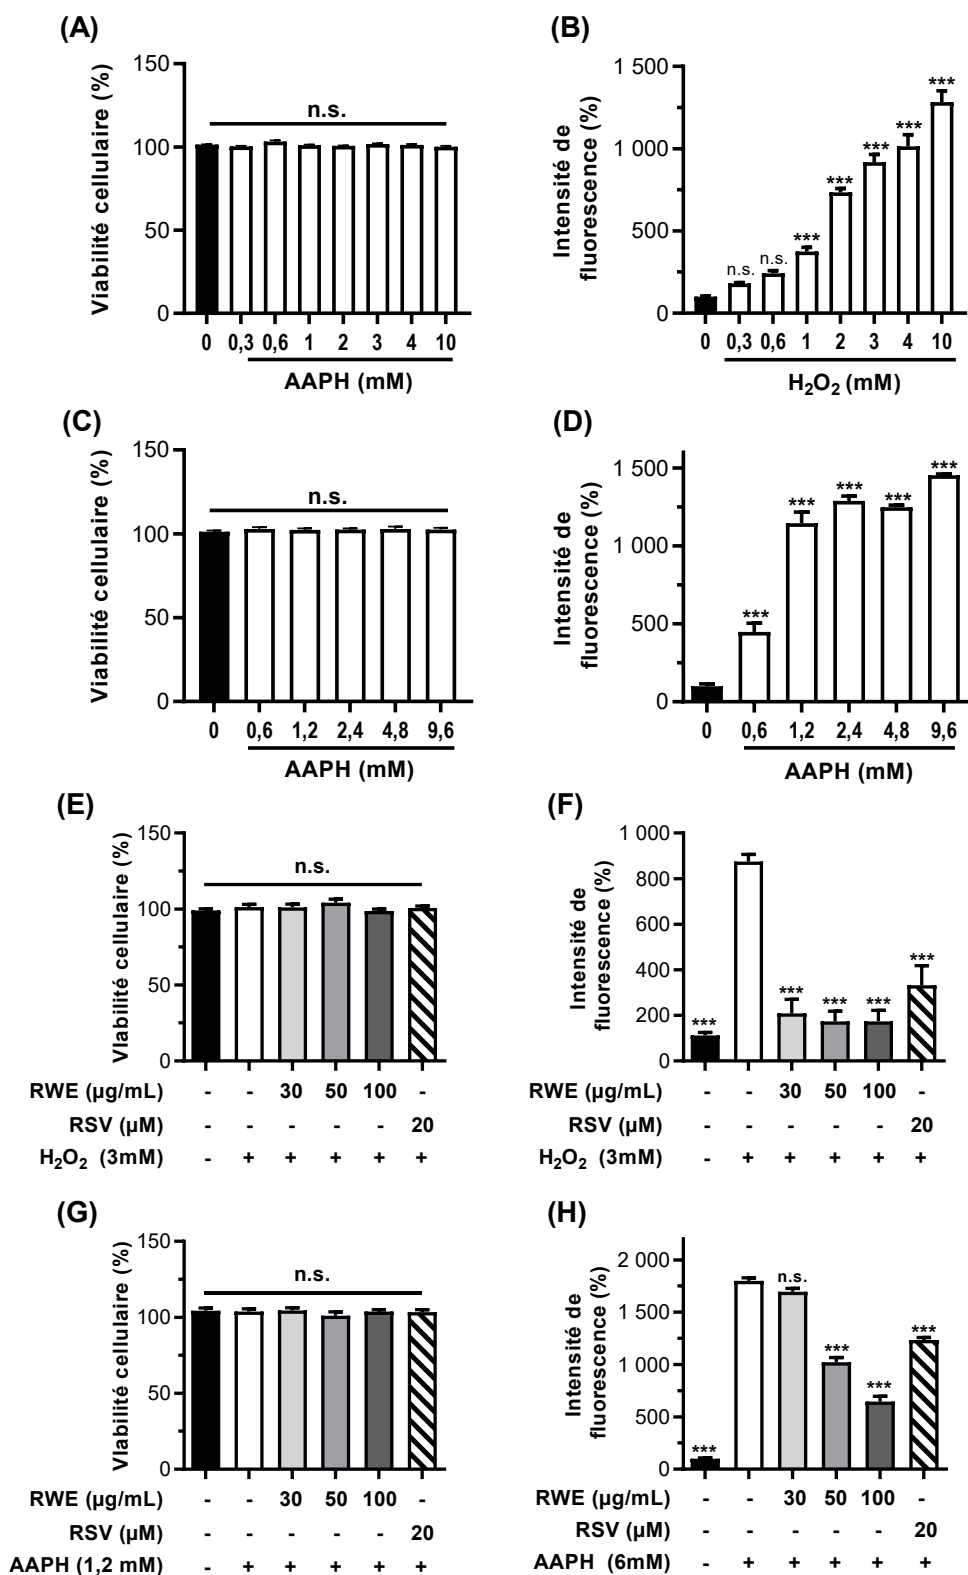 (A)
Viabilité cellulaire (%)
150
100
50
0
n.s.
0 0,3 0,6 1 2 3 4 10
AAPH (mM)
(B)
Intensité de
fluorescence (%)
1 500
1 000
500
0
n.s. n.s. *** *** *** *** ***
0 0,3 0,6 1 2 3 4 10
H₂O₂ (mM)
(C)
Viabilité cellulaire (%)
150
100
50
0
n.s.
0 0,6 1,2 2,4 4,8 9,6
AAPH (mM)
(D)
Intensité de
fluorescence (%)
1 500
1 000
500
0
*** *** *** *** ***
0 0,6 1,2 2,4 4,8 9,6
AAPH (mM)
(E)
Vlabilité cellulaire (%)
150
100
50
0
n.s.
RWE (µg/mL) - - 30 50 100 -
RSV (µM) - - - - - 20
H₂O₂ (3mM) - + + + + +
(F)
Intensité de
fluorescence (%)
1 000
800
600
400
200
0
*** *** *** *** ***
RWE (µg/mL) - - 30 50 100 -
RSV (µM) - - - - - 20
H₂O₂ (3mM) - + + + + +
(G)
Vlabilité cellulaire (%)
150
100
50
0
n.s.
RWE (µg/mL) - - 30 50 100 -
RSV (µM) - - - - - 20
AAPH (1,2 mM) - + + + + +
(H)
Intensité de
fluorescence (%)
2 000
1 500
1 000
500
0
*** n.s. *** *** ***
RWE (µg/mL) - - 30 50 100 -
RSV (µM) - - - - - 20
AAPH (6mM) - + + + + +